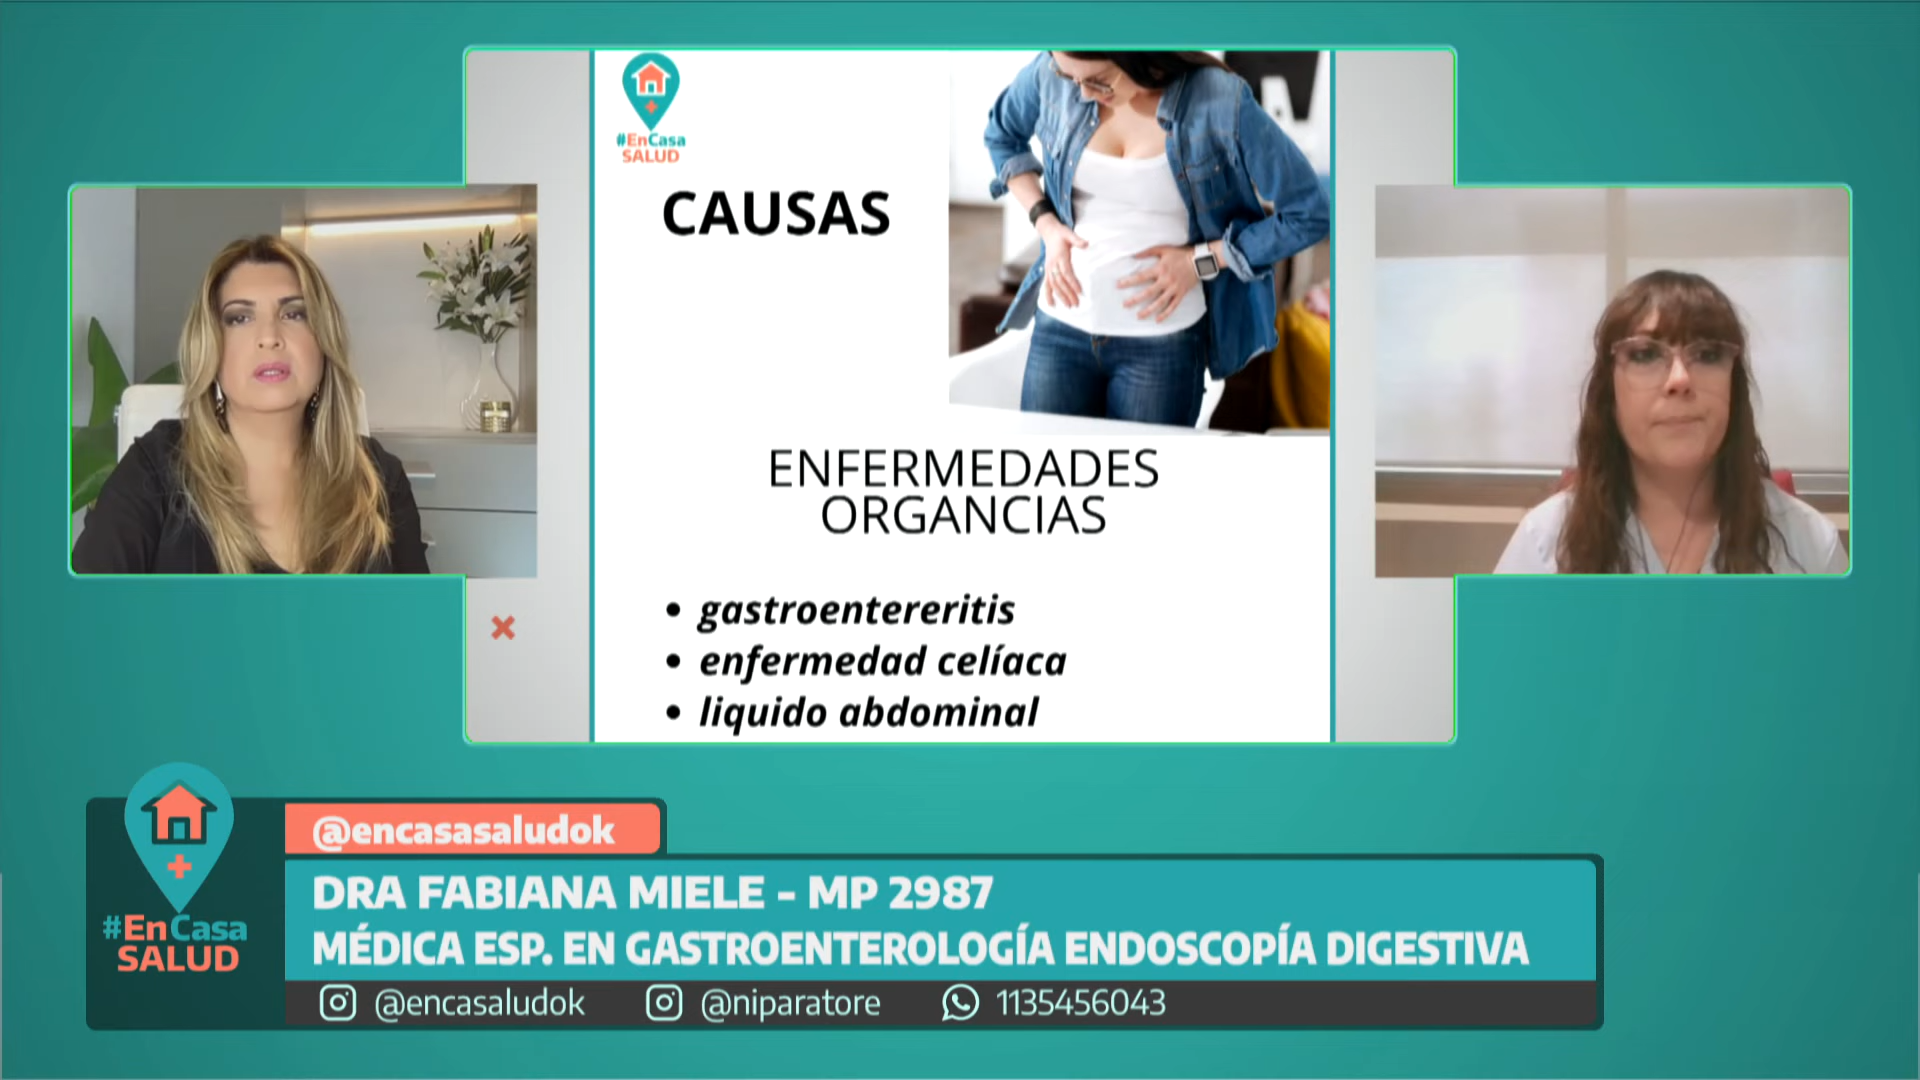 #EnCasa
SALUD
CAUSAS
ENFERMEDADES
ORGANCIAS
• gastroentereritis
• enfermedad celíaca
• liquido abdominal
#EnCasa
SALUD
@encasasaludok
DRA FABIANA MIELE - MP 2987
MÉDICA ESP. EN GASTROENTEROLOGÍA ENDOSCOPÍA DIGESTIVA
@encasaludok @niparatore 1135456043